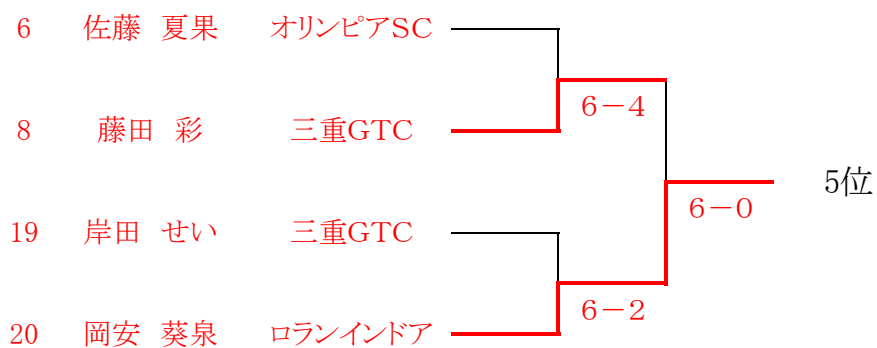 6 佐藤 夏果 オリンピアSC
6－4
8 藤田 彩 三重GTC
5位
6－0
19 岸田 せい 三重GTC
6－2
20 岡安 葵泉 ロランインドア